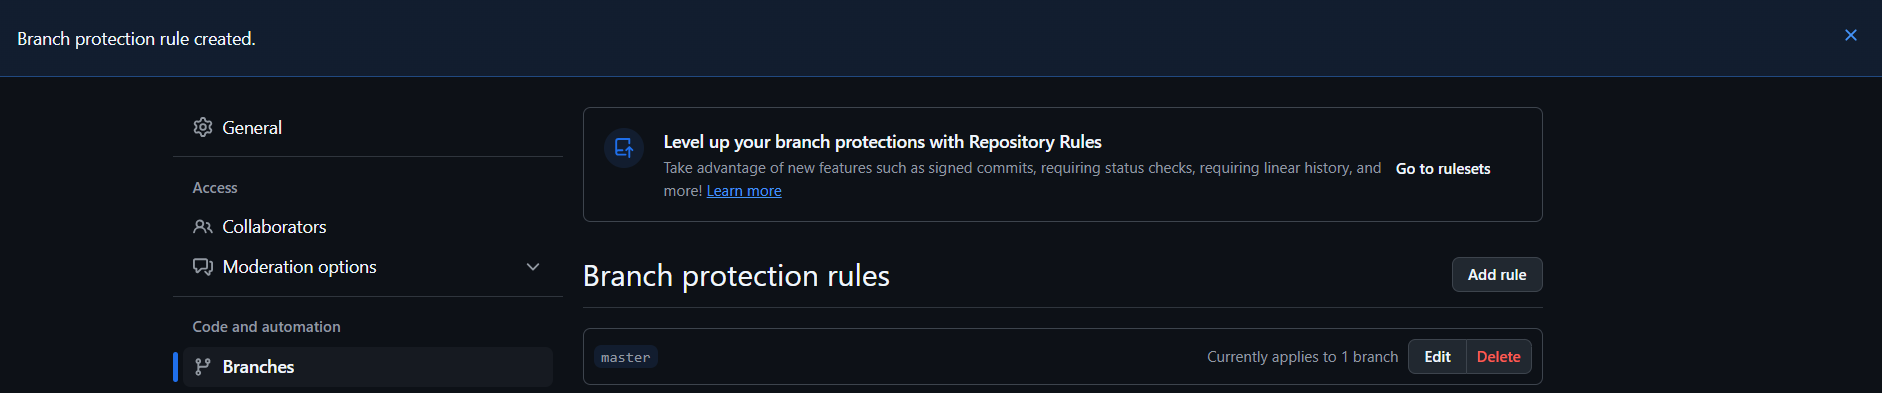 Branch protection rule created.
General
Access
Collaborators
Moderation options
Code and automation
Branches
Level up your branch protections with Repository Rules
Take advantage of new features such as signed commits, requiring status checks, requiring linear history, and
more! Learn more
Go to rulesets
Branch protection rules
Add rule
master
Currently applies to 1 branch
Edit
Delete